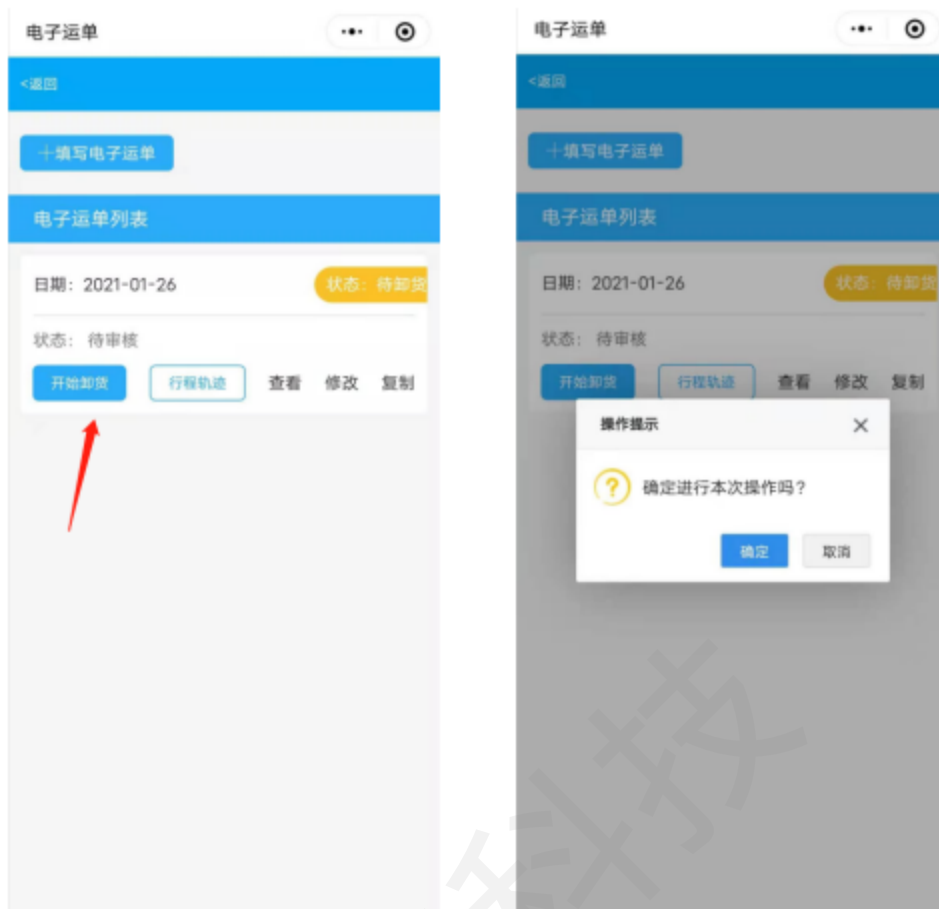 电子运单
<返回
十填写电子运单
电子运单列表
日期：2021-01-26 状态：待卸货
状态：待审核
开始卸货 行程轨迹 查看 修改 复制
电子运单
<返回
十填写电子运单
电子运单列表
日期：2021-01-26 状态：待卸货
状态：待审核
开始卸货 行程轨迹 查看 修改 复制
操作提示
确定进行本次操作吗？
确定 取消
科技